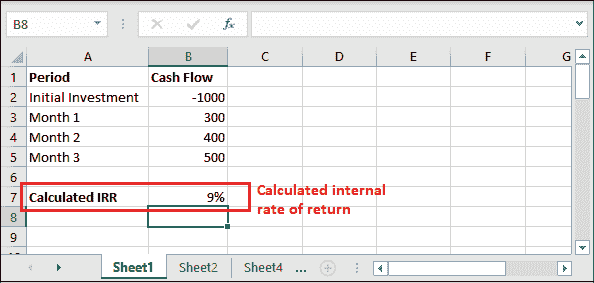 B8
fx
A B C D E F G
1 Period Cash Flow
2 Initial Investment -1000
3 Month 1 300
4 Month 2 400
5 Month 3 500
6
7 Calculated IRR 9%
Calculated internal
rate of return
8
9
Sheet1 Sheet2 Sheet4 ...